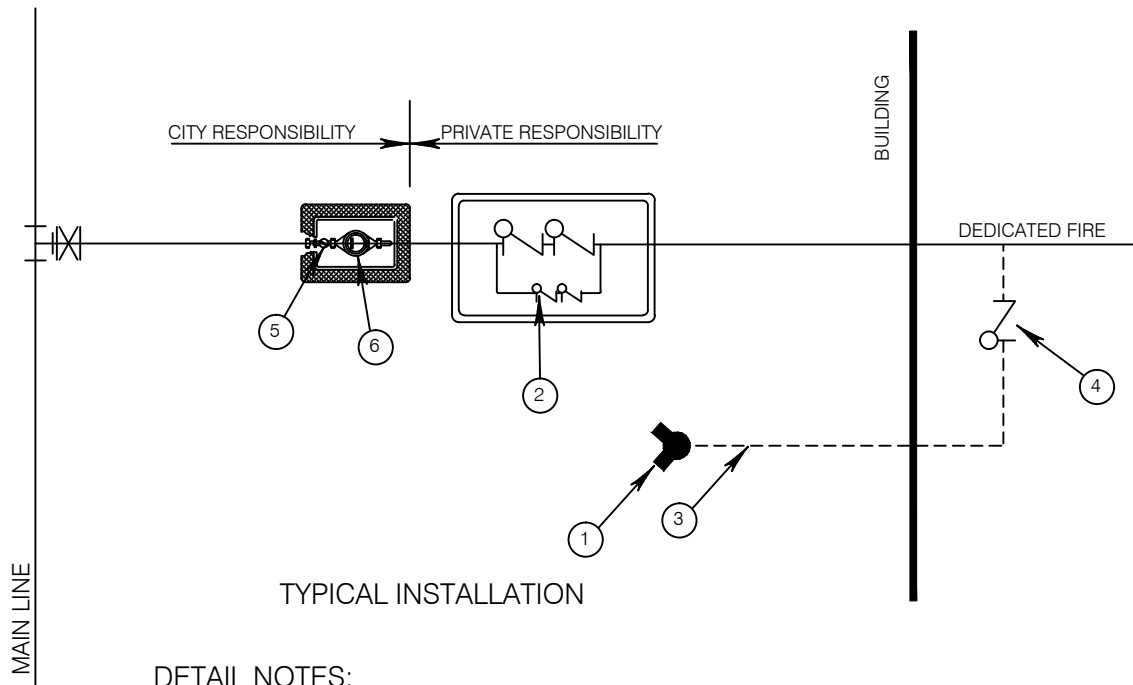 CITY RESPONSIBILITY
PRIVATE RESPONSIBILITY
BUILDING
DEDICATED FIRE
5
6
2
4
1
3
MAIN LINE
TYPICAL INSTALLATION
DETAIL NOTES: